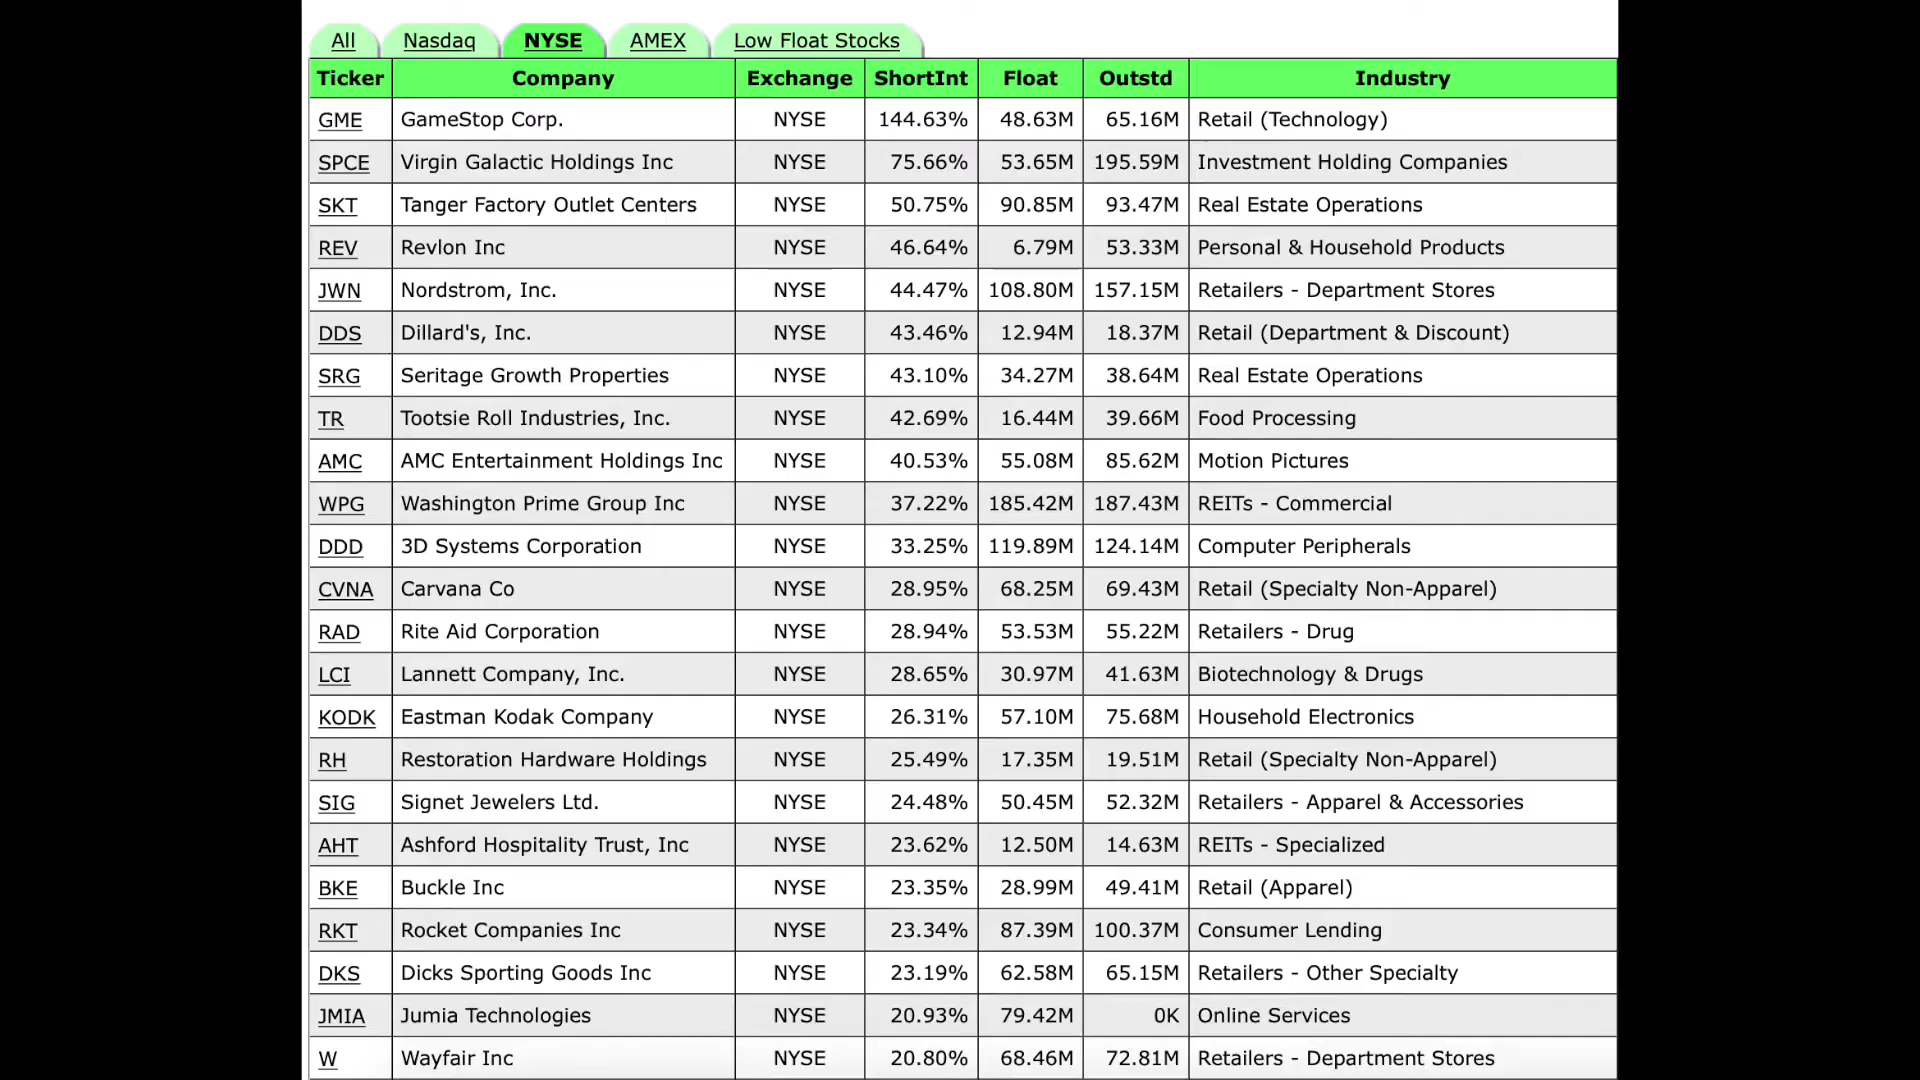 All Nasdaq NYSE AMEX Low Float Stocks
Ticker Company Exchange ShortInt Float Outstd Industry
GME GameStop Corp. NYSE 144.63% 48.63M 65.16M Retail (Technology)
SPCE Virgin Galactic Holdings Inc NYSE 75.66% 53.65M 195.59M Investment Holding Companies
SKT Tanger Factory Outlet Centers NYSE 50.75% 90.85M 93.47M Real Estate Operations
REV Revlon Inc NYSE 46.64% 6.79M 53.33M Personal & Household Products
JWN Nordstrom, Inc. NYSE 44.47% 108.80M 157.15M Retailers - Department Stores
DDS Dillard's, Inc. NYSE 43.46% 12.94M 18.37M Retail (Department & Discount)
SRG Seritage Growth Properties NYSE 43.10% 34.27M 38.64M Real Estate Operations
TR Tootsie Roll Industries, Inc. NYSE 42.69% 16.44M 39.66M Food Processing
AMC AMC Entertainment Holdings Inc NYSE 40.53% 55.08M 85.62M Motion Pictures
WPG Washington Prime Group Inc NYSE 37.22% 185.42M 187.43M REITs - Commercial
DDD 3D Systems Corporation NYSE 33.25% 119.89M 124.14M Computer Peripherals
CVNA Carvana Co NYSE 28.95% 68.25M 69.43M Retail (Specialty Non-Apparel)
RAD Rite Aid Corporation NYSE 28.94% 53.53M 55.22M Retailers - Drug
LCI Lannett Company, Inc. NYSE 28.65% 30.97M 41.63M Biotechnology & Drugs
KODK Eastman Kodak Company NYSE 26.31% 57.10M 75.68M Household Electronics
RH Restoration Hardware Holdings NYSE 25.49% 17.35M 19.51M Retail (Specialty Non-Apparel)
SIG Signet Jewelers Ltd. NYSE 24.48% 50.45M 52.32M Retailers - Apparel & Accessories
AHT Ashford Hospitality Trust, Inc NYSE 23.62% 12.50M 14.63M REITs - Specialized
BKE Buckle Inc NYSE 23.35% 28.99M 49.41M Retail (Apparel)
RKT Rocket Companies Inc NYSE 23.34% 87.39M 100.37M Consumer Lending
DKS Dicks Sporting Goods Inc NYSE 23.19% 62.58M 65.15M Retailers - Other Specialty
JMIA Jumia Technologies NYSE 20.93% 79.42M 0K Online Services
W Wayfair Inc NYSE 20.80% 68.46M 72.81M Retailers - Department Stores